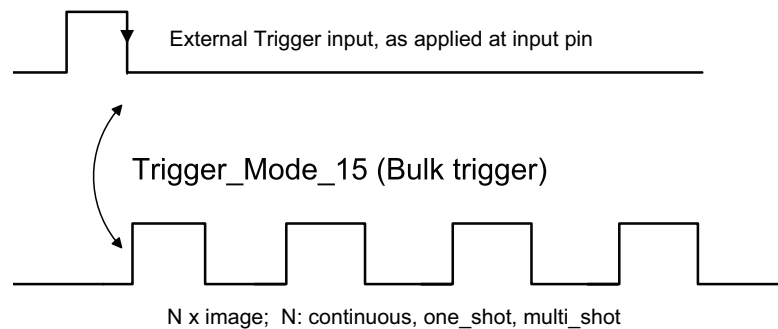 External Trigger input, as applied at input pin
Trigger_Mode_15 (Bulk trigger)
N x image;  N: continuous, one_shot, multi_shot